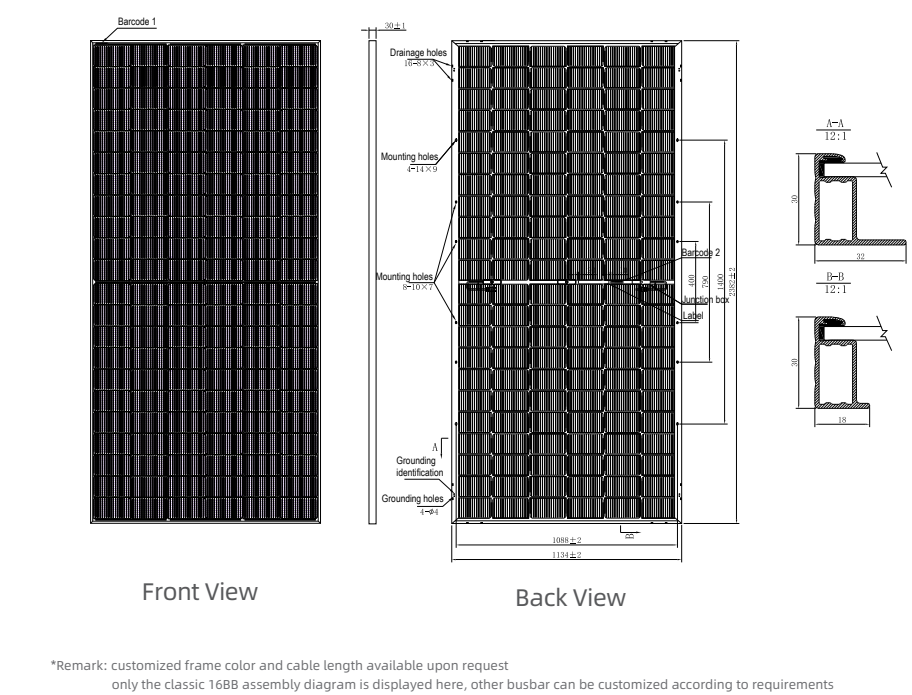 Barcode 1
30±1
Drainage holes
16-8×3
Mounting holes
4-14×9
Mounting holes
8-10×7
Barcode 2
Junction box
Label
400
790
1400
2382±2
A
Grounding
identification
Grounding holes
4-ø4
B
1088±2
1134±2
A-A
12:1
30
32
B-B
12:1
30
18
Front View
Back View
*Remark: customized frame color and cable length available upon request
only the classic 16BB assembly diagram is displayed here, other busbar can be customized according to requirements